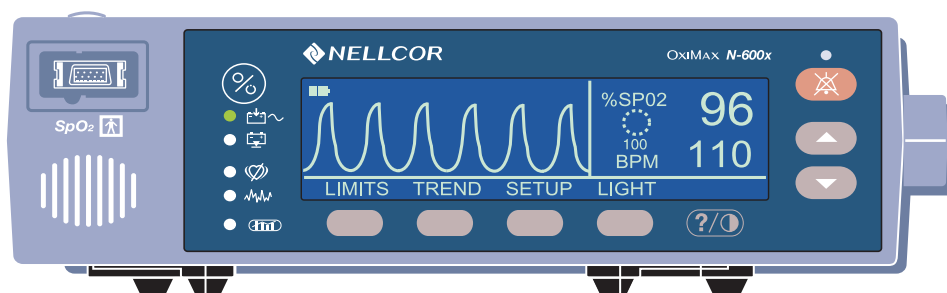 NELLCOR
OXIMAX N-600x
%SP02
96
100
BPM
110
LIMITS TREND SETUP LIGHT
SpO2
%
?/